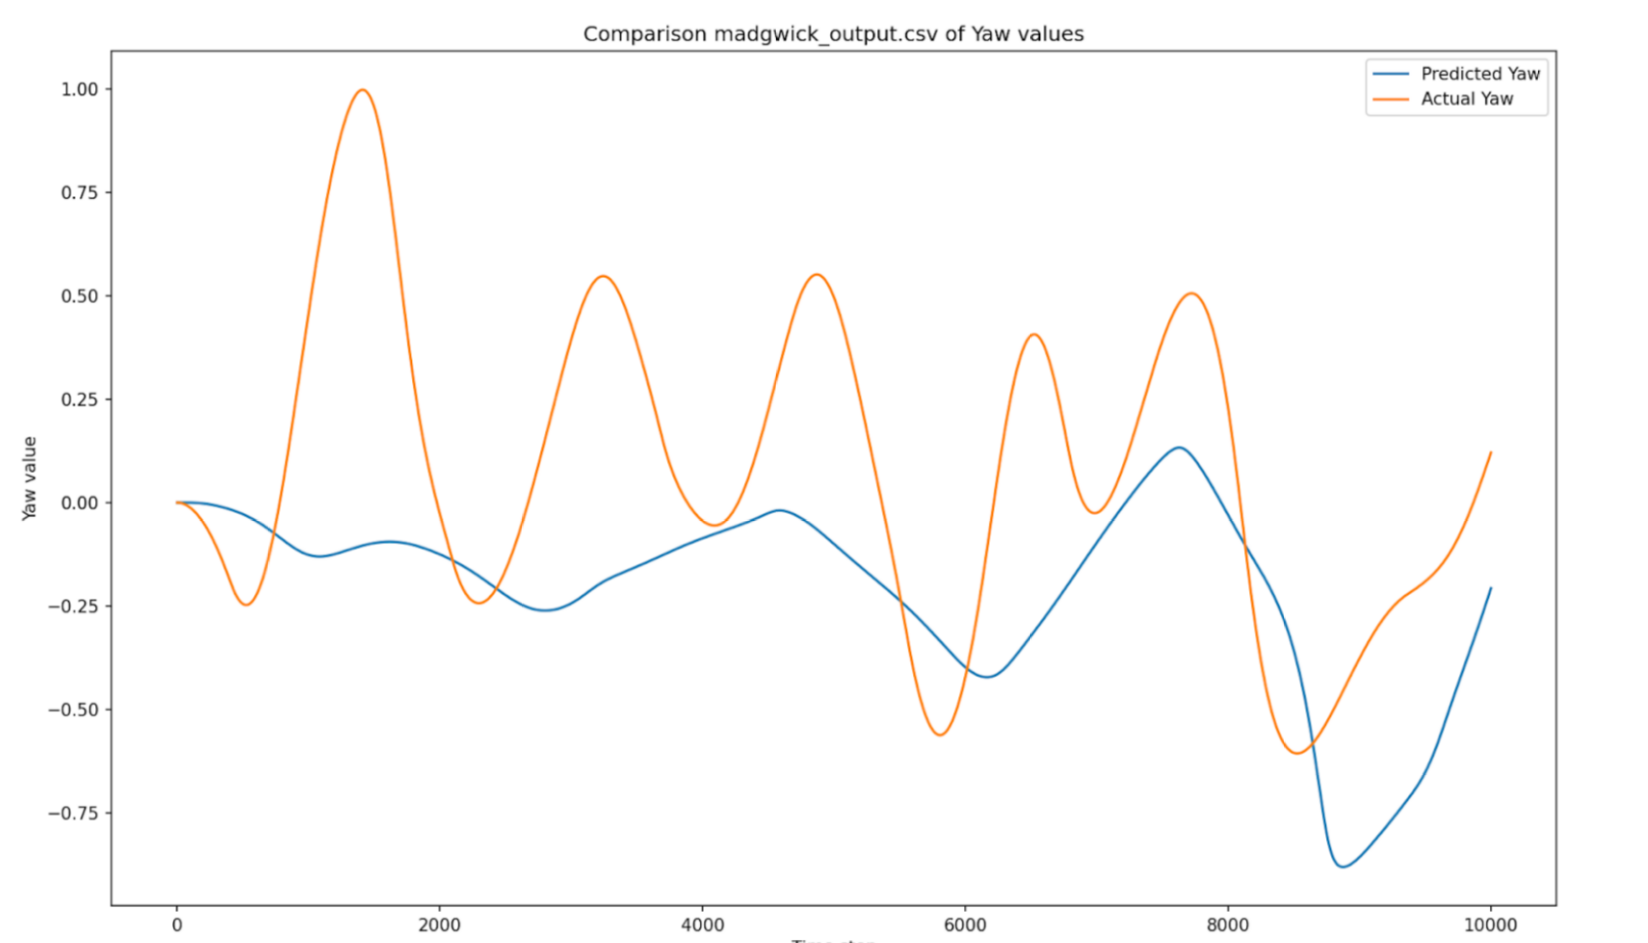 Comparison madgwick_output.csv of Yaw values
Predicted Yaw
Actual Yaw
1.00
0.75
0.50
0.25
0.00
−0.25
−0.50
−0.75
Yaw value
0 2000 4000 6000 8000 10000